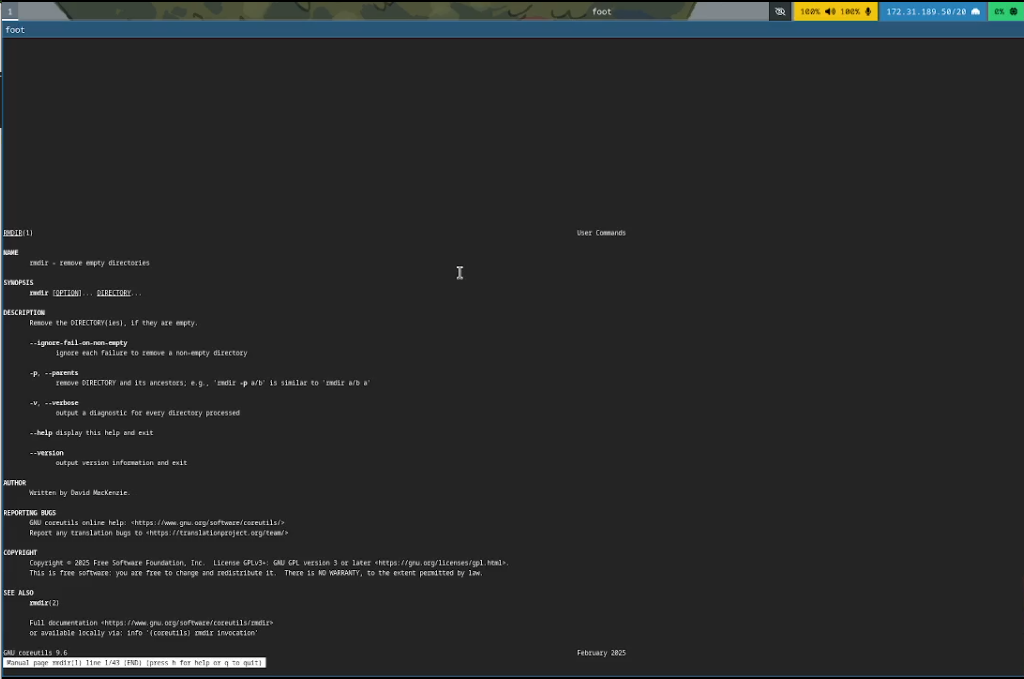 1 foot 100% 100% 172.31.189.50/20 0%
foot
RMDIR(1) User Commands
NAME
rmdir - remove empty directories
SYNOPSIS
rmdir [OPTION]... DIRECTORY...
DESCRIPTION
Remove the DIRECTORY(ies), if they are empty.
--ignore-fail-on-non-empty
ignore each failure to remove a non-empty directory
-p, --parents
remove DIRECTORY and its ancestors; e.g., 'rmdir -p a/b' is similar to 'rmdir a/b a'
-v, --verbose
output a diagnostic for every directory processed
--help display this help and exit
--version
output version information and exit
AUTHOR
Written by David MacKenzie.
REPORTING BUGS
GNU coreutils online help: <https://www.gnu.org/software/coreutils/>
Report any translation bugs to <https://translationproject.org/team/>
COPYRIGHT
Copyright © 2025 Free Software Foundation, Inc. License GPLv3+: GNU GPL version 3 or later <https://gnu.org/licenses/gpl.html>.
This is free software: you are free to change and redistribute it. There is NO WARRANTY, to the extent permitted by law.
SEE ALSO
rmdir(2)
Full documentation <https://www.gnu.org/software/coreutils/rmdir>
or available locally via: info '(coreutils) rmdir invocation'
GNU coreutils 9.6 February 2025
Manual page rmdir(1) line 1/43 (END) (press h for help or q to quit)